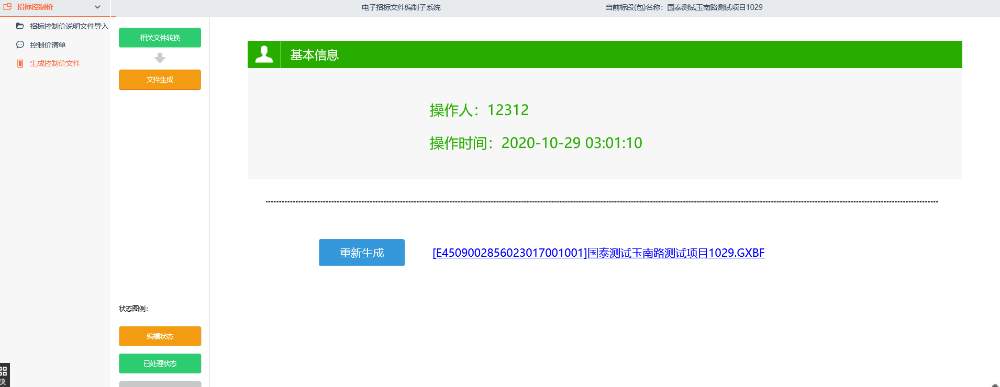 招标控制价
电子招标文件编制子系统
当前标段(包)名称：国泰测试玉南路测试项目1029
招标控制价说明文件导入
控制价清单
生成控制价文件
相关文件转换
文件生成
基本信息
操作人：12312
操作时间：2020-10-29 03:01:10
重新生成
[E4509002856023017001001]国泰测试玉南路测试项目1029.GXBF
状态图例：
编辑状态
已处理状态
快